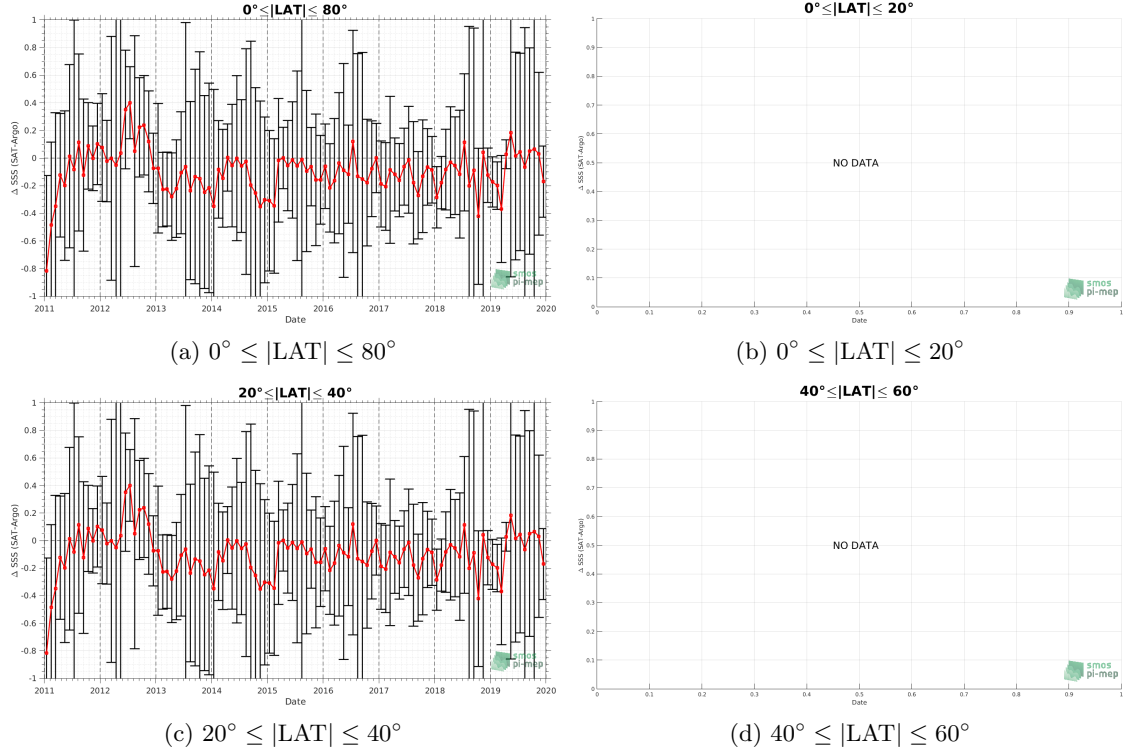 0°≤|LAT|≤ 80°
1
0.8
0.6
0.4
0.2
0
-0.2
-0.4
-0.6
-0.8
-1
Δ SSS (SAT-Argo)
2011 2012 2013 2014 2015 2016 2017 2018 2019 2020
Date
smos
pi-mep
(a) 0° ≤ |LAT| ≤ 80°
0°≤|LAT|≤ 20°
1
0.9
0.8
0.7
0.6
0.5
0.4
0.3
0.2
0.1
0
Δ SSS (SAT-Argo)
NO DATA
0 0.1 0.2 0.3 0.4 0.5 0.6 0.7 0.8 0.9 1
Date
smos
pi-mep
(b) 0° ≤ |LAT| ≤ 20°
20°≤|LAT|≤ 40°
1
0.8
0.6
0.4
0.2
0
-0.2
-0.4
-0.6
-0.8
-1
Δ SSS (SAT-Argo)
2011 2012 2013 2014 2015 2016 2017 2018 2019 2020
Date
smos
pi-mep
(c) 20° ≤ |LAT| ≤ 40°
40°≤|LAT|≤ 60°
1
0.9
0.8
0.7
0.6
0.5
0.4
0.3
0.2
0.1
0
Δ SSS (SAT-Argo)
NO DATA
0 0.1 0.2 0.3 0.4 0.5 0.6 0.7 0.8 0.9 1
Date
smos
pi-mep
(d) 40° ≤ |LAT| ≤ 60°